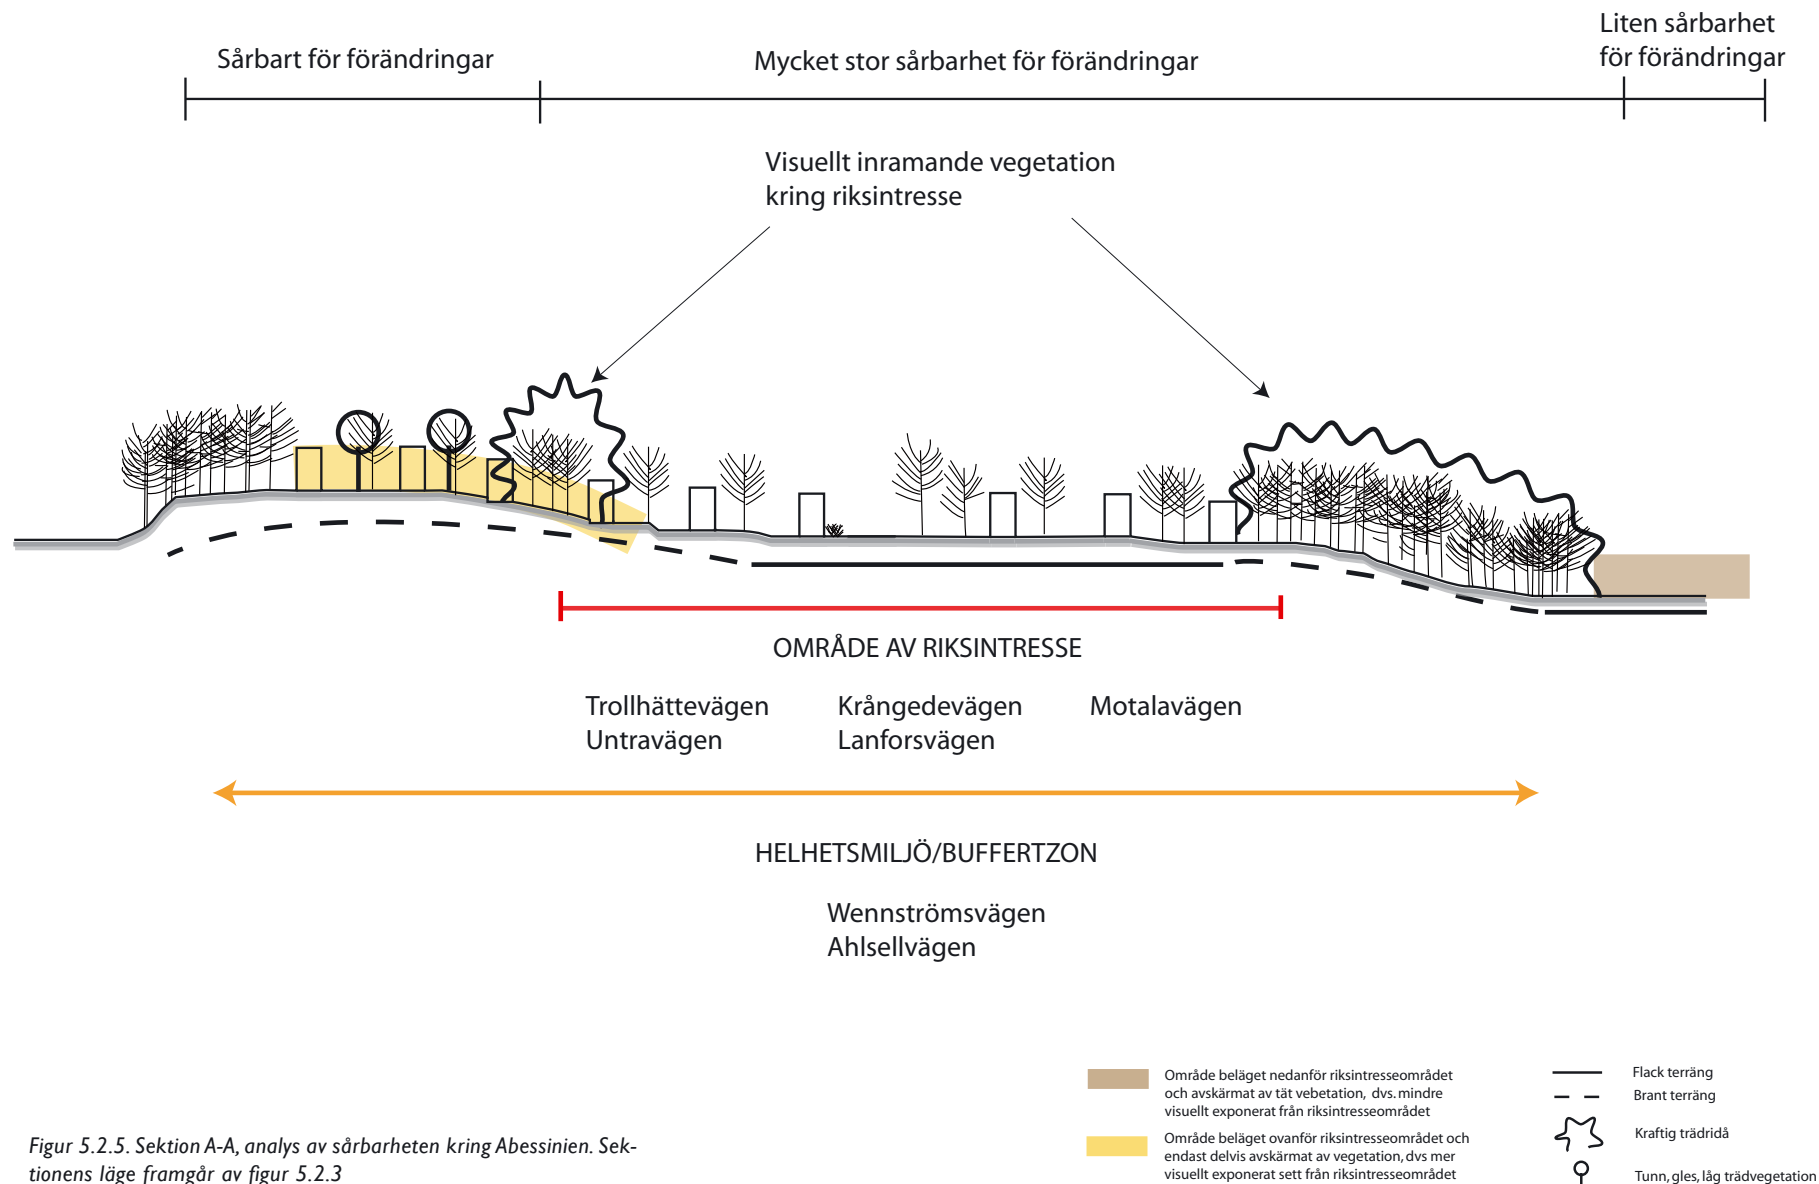 Sårbart för förändringar
Mycket stor sårbarhet för förändringar
Liten sårbarhet
för förändringar
Visuellt inramande vegetation
kring riksintresse
OMRÅDE AV RIKSINTRESSE
Trollhättevägen
Untravägen
Krångedevägen
Lanforsvägen
Motalavägen
HELHETSMILJÖ/BUFFERTZON
Wennströmsvägen
Ahlsellvägen
Område beläget nedanför riksintresseområdet
och avskärmat av tät vebetation, dvs. mindre
visuellt exponerat från riksintresseområdet
Område beläget ovanför riksintresseområdet och
endast delvis avskärmat av vegetation, dvs mer
visuellt exponerat sett från riksintresseområdet
Flack terräng
Brant terräng
Kraftig trädridå
Tunn, gles, låg trädvegetation
Figur 5.2.5. Sektion A-A, analys av sårbarheten kring Abessinien. Sek-
tionens läge framgår av figur 5.2.3